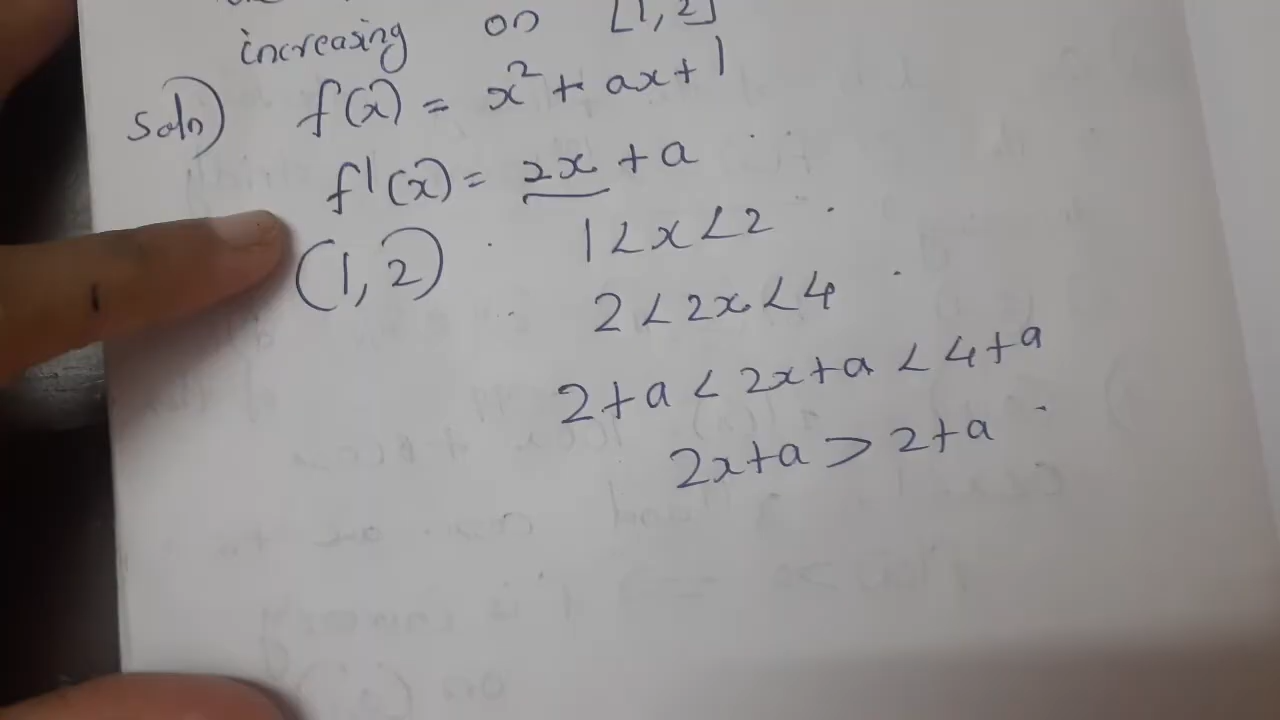 increasing on [1, 2]
Soln) f(x) = x² + ax + 1
f'(x) = 2x + a
(1, 2) 1 < x < 2
2 < 2x < 4
2+a < 2x+a < 4+a
2x+a > 2+a